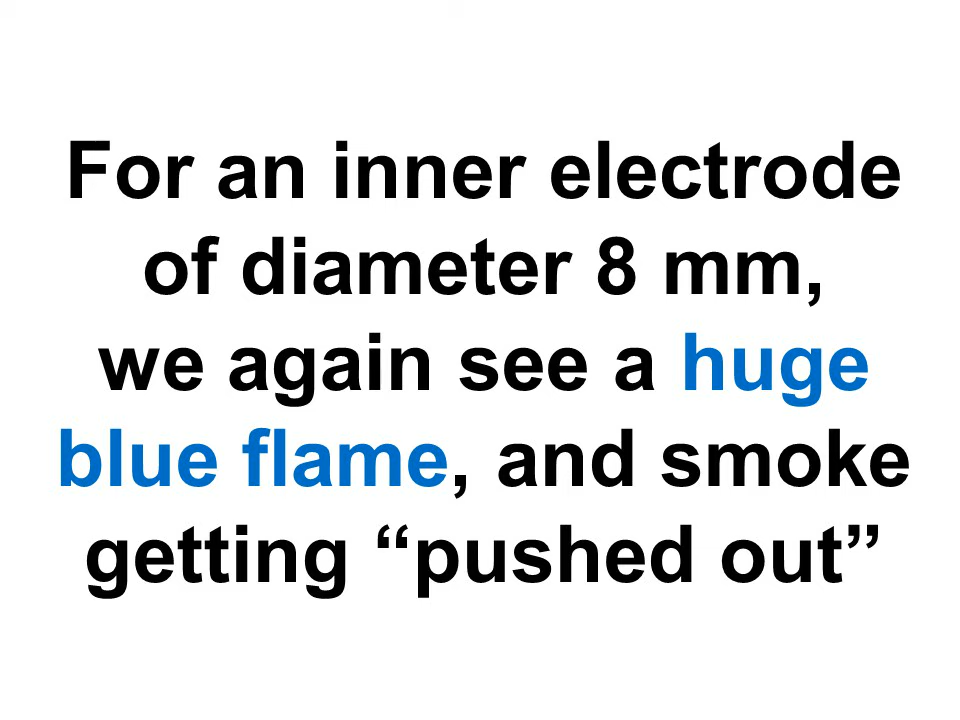 For an inner electrode
of diameter 8 mm,
we again see a huge
blue flame, and smoke
getting “pushed out”